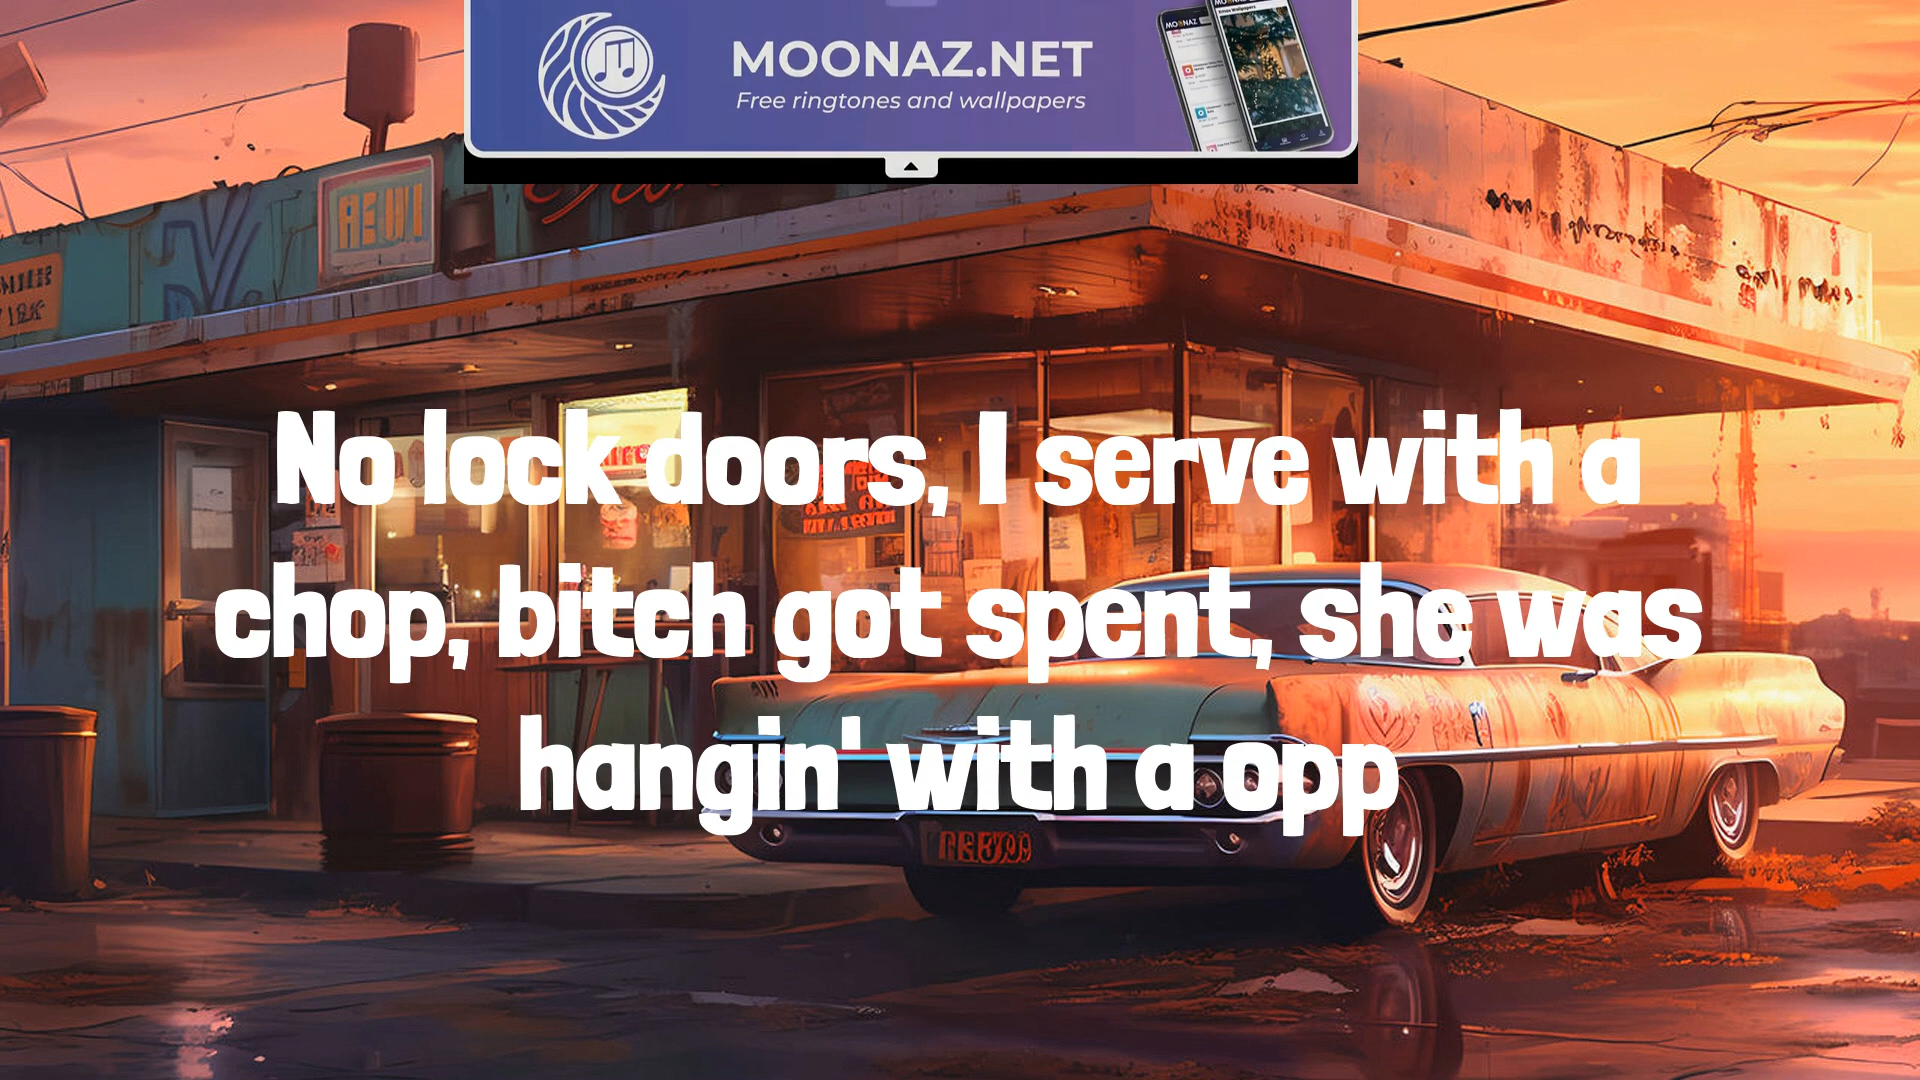 MOONAZ
MOONAZ.NET
Free ringtones and wallpapers
No lock doors, I serve with a
chop, bitch got spent, she was
hangin' with a opp